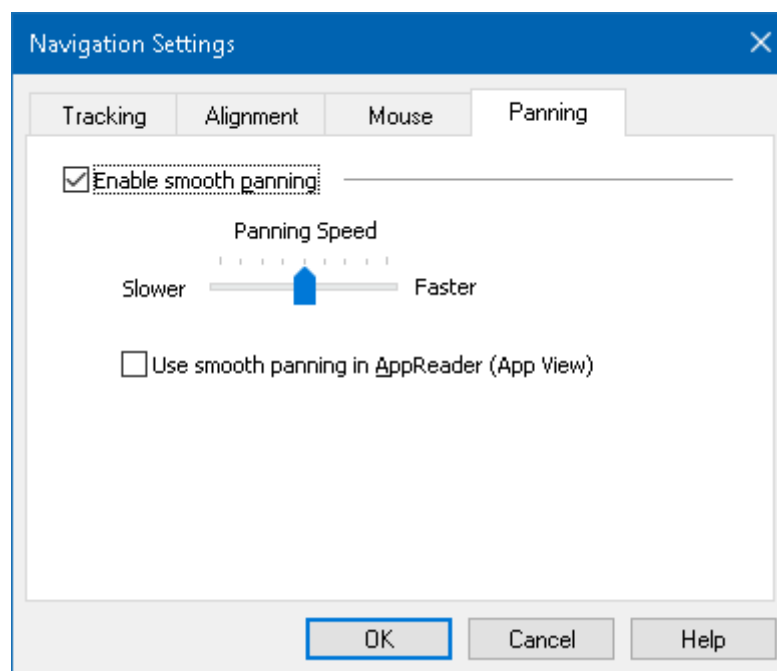 Navigation Settings
Tracking Alignment Mouse Panning
Enable smooth panning
Panning Speed
Slower Faster
Use smooth panning in AppReader (App View)
OK Cancel Help